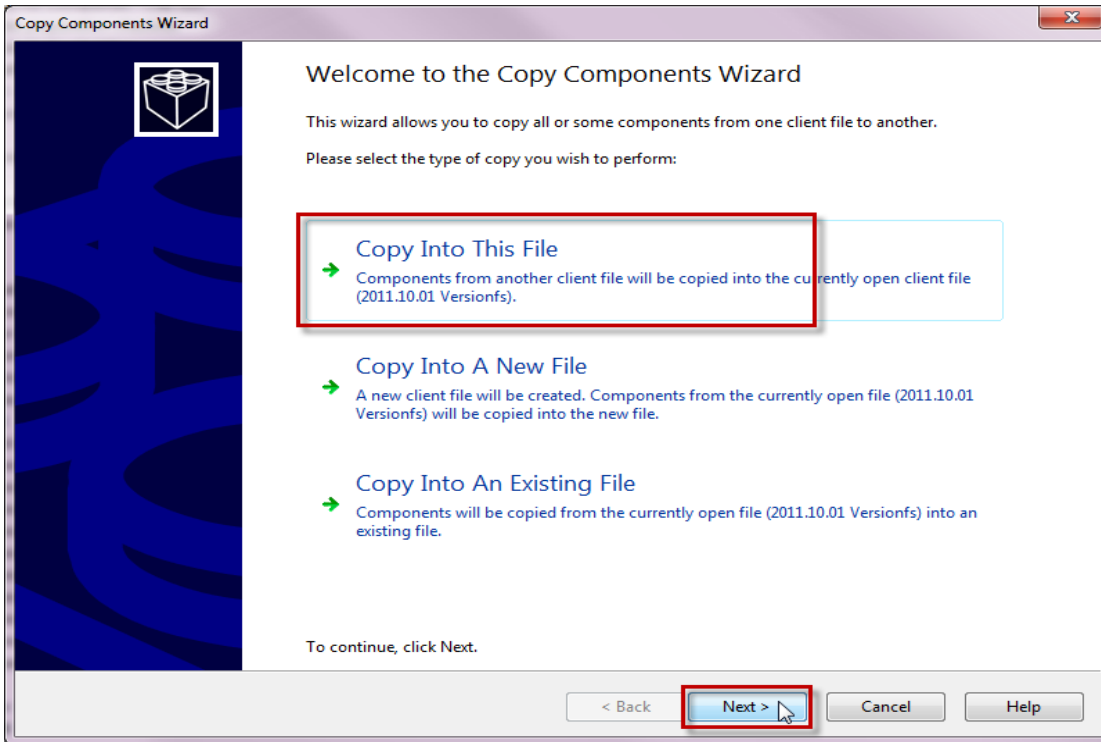 Copy Components Wizard
Welcome to the Copy Components Wizard
This wizard allows you to copy all or some components from one client file to another.
Please select the type of copy you wish to perform:
Copy Into This File
Components from another client file will be copied into the currently open client file
(2011.10.01 Versionfs).
Copy Into A New File
A new client file will be created. Components from the currently open file (2011.10.01
Versionfs) will be copied into the new file.
Copy Into An Existing File
Components will be copied from the currently open file (2011.10.01 Versionfs) into an
existing file.
To continue, click Next.
< Back Next > Cancel Help